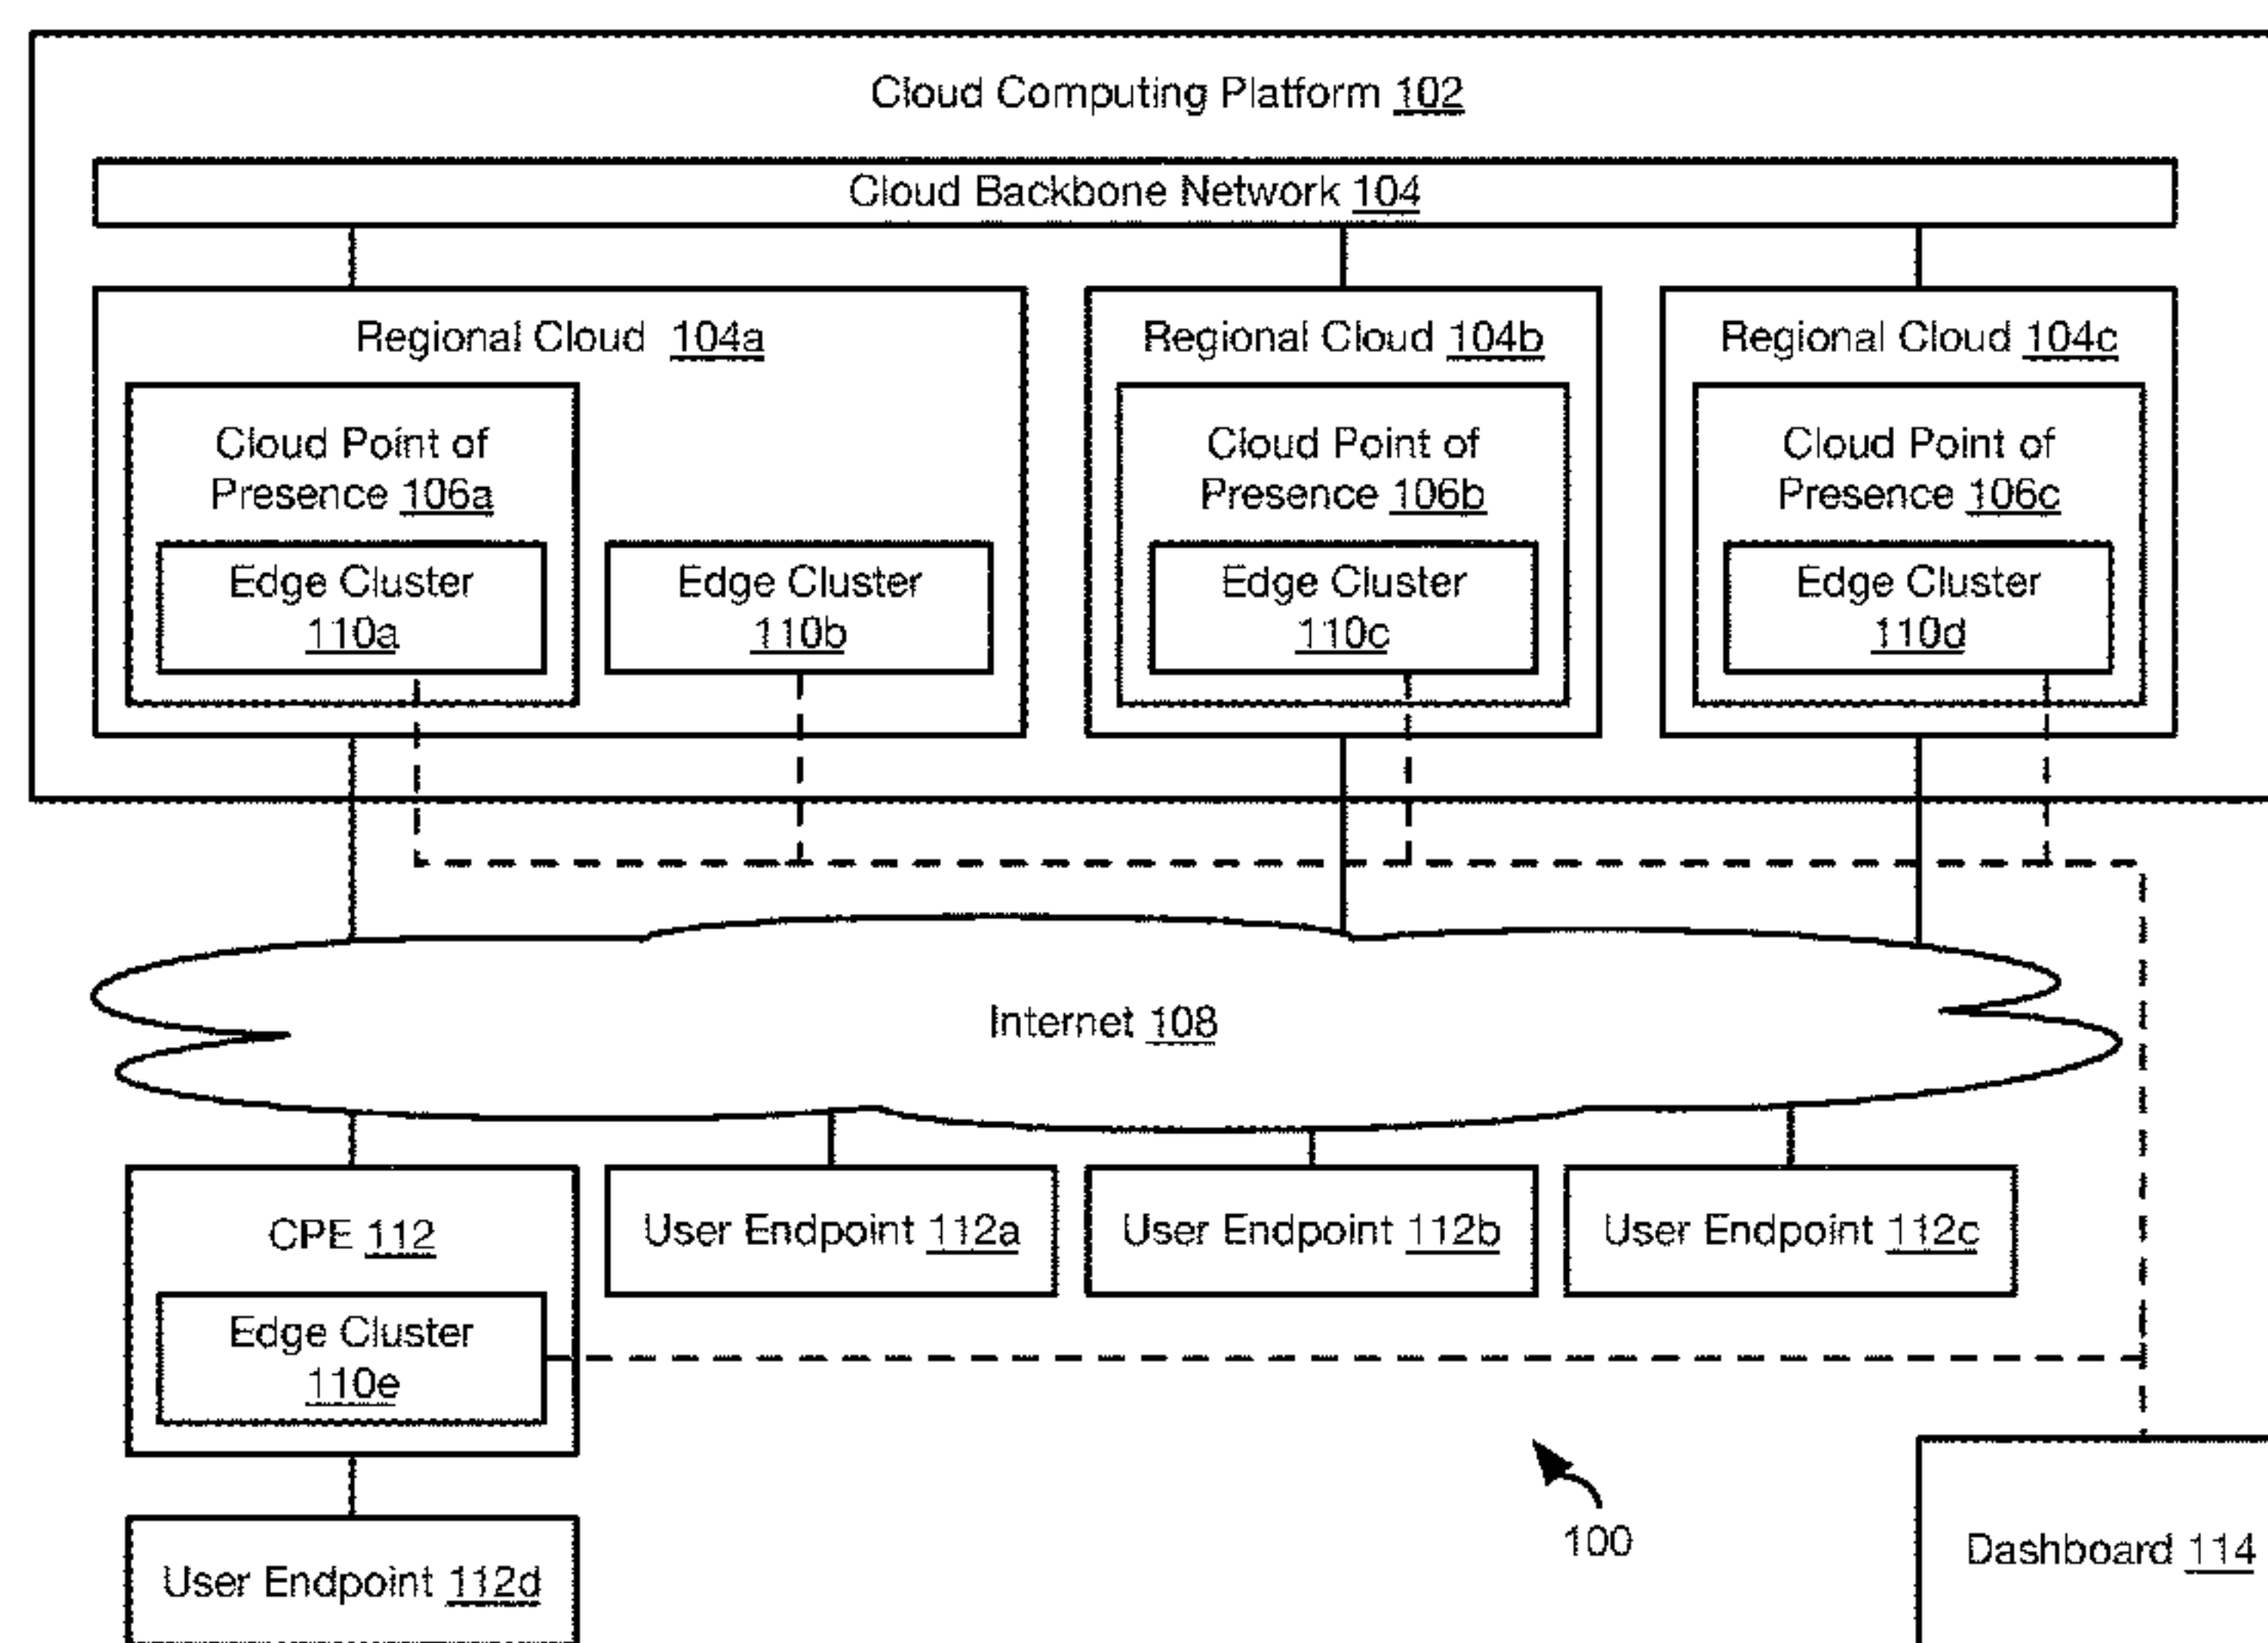 Cloud Computing Platform 102
Cloud Backbone Network 104
Regional Cloud 104a
Cloud Point of
Presence 106a
Edge Cluster
110a
Edge Cluster
110b
Regional Cloud 104b
Cloud Point of
Presence 106b
Edge Cluster
110c
Regional Cloud 104c
Cloud Point of
Presence 106c
Edge Cluster
110d
Internet 108
CPE 112
Edge Cluster
110e
User Endpoint 112a
User Endpoint 112b
User Endpoint 112c
User Endpoint 112d
100
Dashboard 114